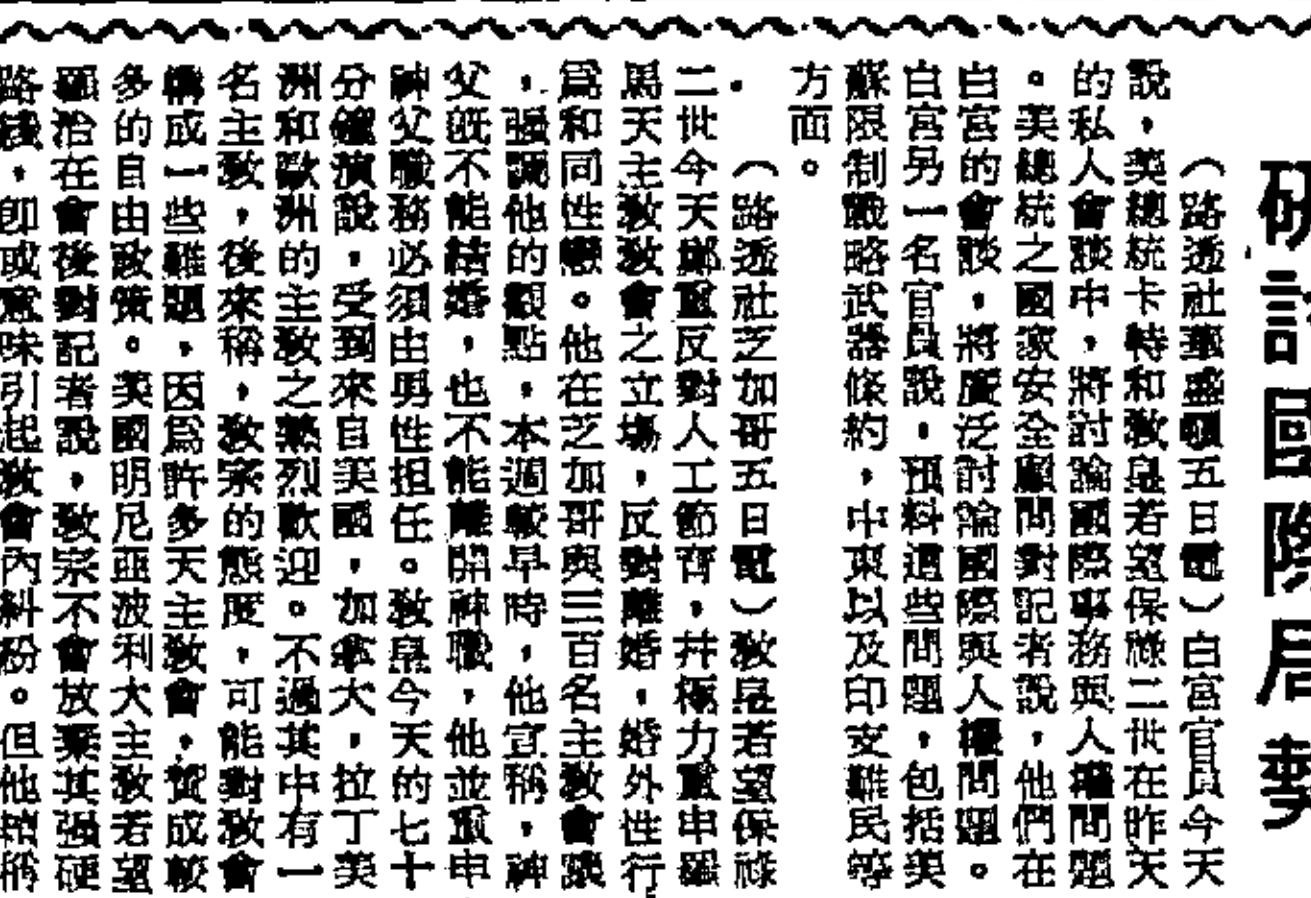 研討國際局勢
（路透社華盛頓五日電）白宮官員今天
說，美總統卡特和教皇若望保祿二世在昨天
的私人會談中，將討論國際事務與人權問題
。美總統之國家安全顧問對記者說，他們在
白宮的會談，將廣泛討論國際與人權問題。
白宮另一名官員說，預料這些問題，包括美
蘇限制戰略武器條約，中東以及印支難民等
方面。
（路透社芝加哥五日電）教皇若望保祿
二世今天鄭重反對人工節育，并極力重申羅
馬天主教教會之立場，反對離婚，婚外性行
爲和同性戀。他在芝加哥與三百名主教會議
，强調他的觀點，本週較早時，他宣稱，神
父旣不能結婚，也不能離開神職，他並重申
神父職務必須由男性担任。教皇今天的七十
分鐘演說，受到來自美國，加拿大，拉丁美
洲和歐洲的主教之熱烈歡迎。不過其中有一
名主教，後來稱，教宗的態度，可能對教會
構成一些難題，因爲許多天主教會，贊成較
多的自由政策。美國明尼亞波利大主教若望
羅洽在會後對記者說，教宗不會放棄其强硬
路綫，卽或意味引起教會內糾紛。但他指稱